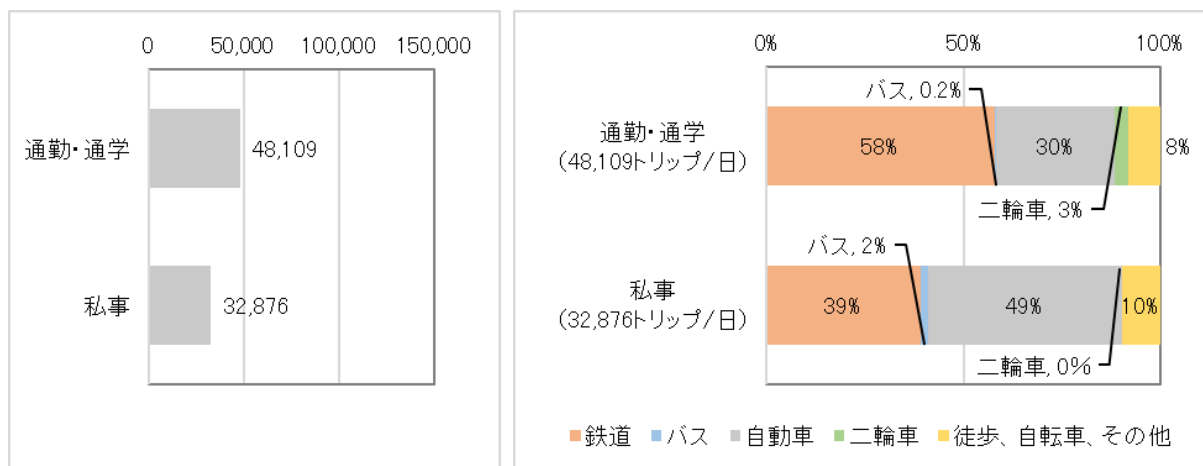 0
50,000
100,000
150,000
通勤・通学
48,109
私事
32,876
0%
50%
100%
バス, 0.2%
通勤・通学
(48,109トリップ/日)
58%
30%
8%
二輪車, 3%
バス, 2%
私事
(32,876トリップ/日)
39%
49%
10%
二輪車, 0%
鉄道 バス 自動車 二輪車 徒歩、自転車、その他